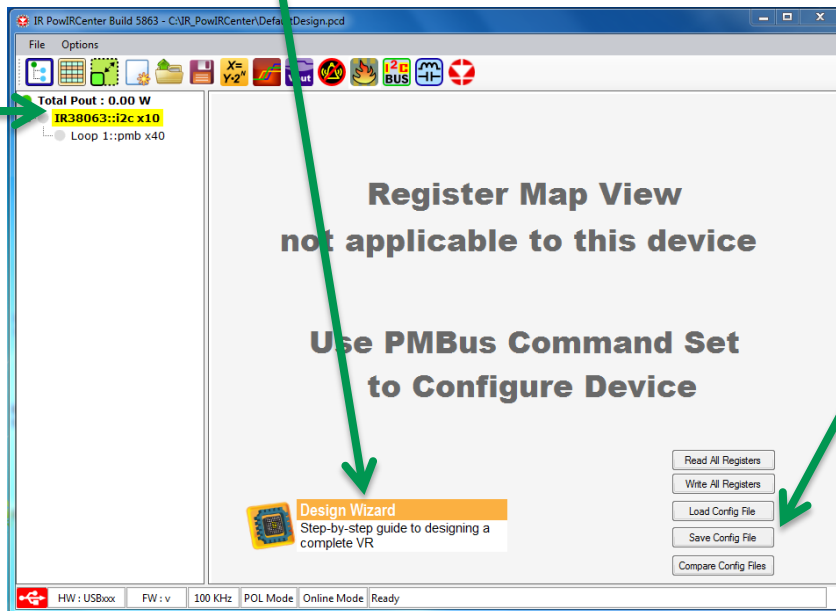 IR PowIRCenter Build 5863 - C:\IR_PowIRCenter\DefaultDesign.pcd
File Options
X=
Y·2ᴺ
Vout
I2C
BUS
Total Pout : 0.00 W
IR38063::i2c x10
Loop 1::pmb x40
Register Map View
not applicable to this device
Use PMBus Command Set
to Configure Device
Read All Registers
Write All Registers
Load Config File
Save Config File
Compare Config Files
Design Wizard
Step-by-step guide to designing a
complete VR
HW : USBxxx FW : v 100 KHz POL Mode Online Mode Ready